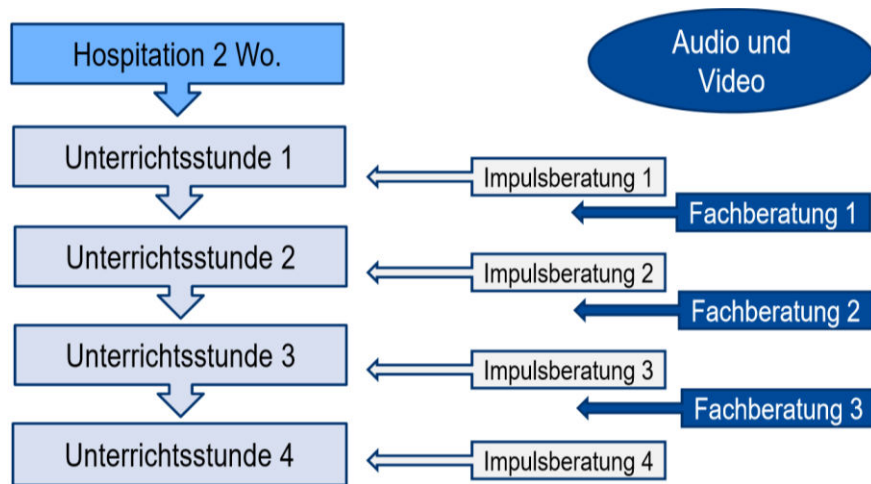 Hospitation 2 Wo.
Audio und
Video
Unterrichtsstunde 1
Impulsberatung 1
Fachberatung 1
Unterrichtsstunde 2
Impulsberatung 2
Fachberatung 2
Unterrichtsstunde 3
Impulsberatung 3
Fachberatung 3
Unterrichtsstunde 4
Impulsberatung 4